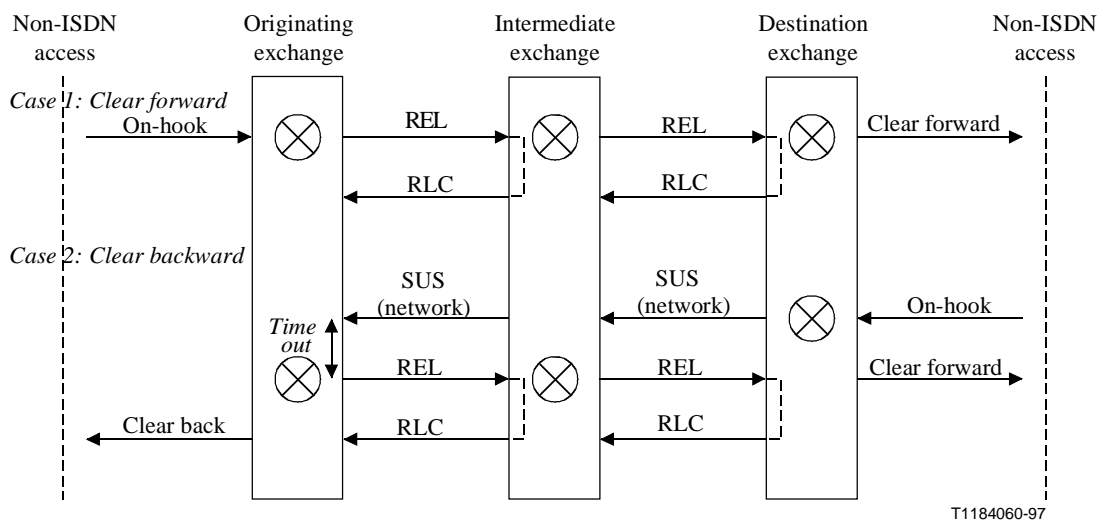 Non-ISDN access
Originating exchange
Intermediate exchange
Destination exchange
Non-ISDN access
Case 1: Clear forward
On-hook
REL
REL
Clear forward
RLC
RLC
Case 2: Clear backward
SUS (network)
SUS (network)
On-hook
Time out
REL
REL
Clear forward
Clear back
RLC
RLC
T1184060-97